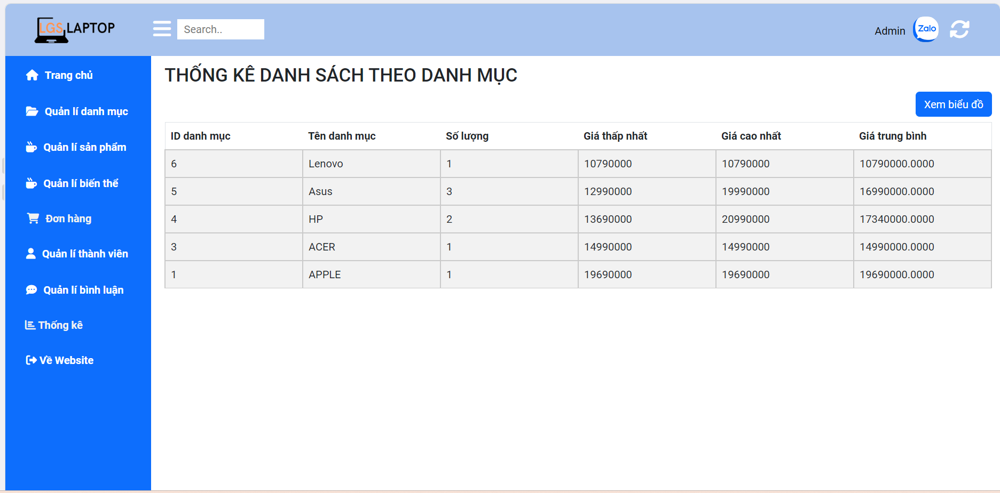 LGS LAPTOP
Search..
Admin
Zalo
Trang chủ
Quản lí danh mục
Quản lí sản phẩm
Quản lí biến thể
Đơn hàng
Quản lí thành viên
Quản lí bình luận
Thống kê
Về Website
THỐNG KÊ DANH SÁCH THEO DANH MỤC
Xem biểu đồ
ID danh mục Tên danh mục Số lượng Giá thấp nhất Giá cao nhất Giá trung bình
6 Lenovo 1 10790000 10790000 10790000.0000
5 Asus 3 12990000 19990000 16990000.0000
4 HP 2 13690000 20990000 17340000.0000
3 ACER 1 14990000 14990000 14990000.0000
1 APPLE 1 19690000 19690000 19690000.0000